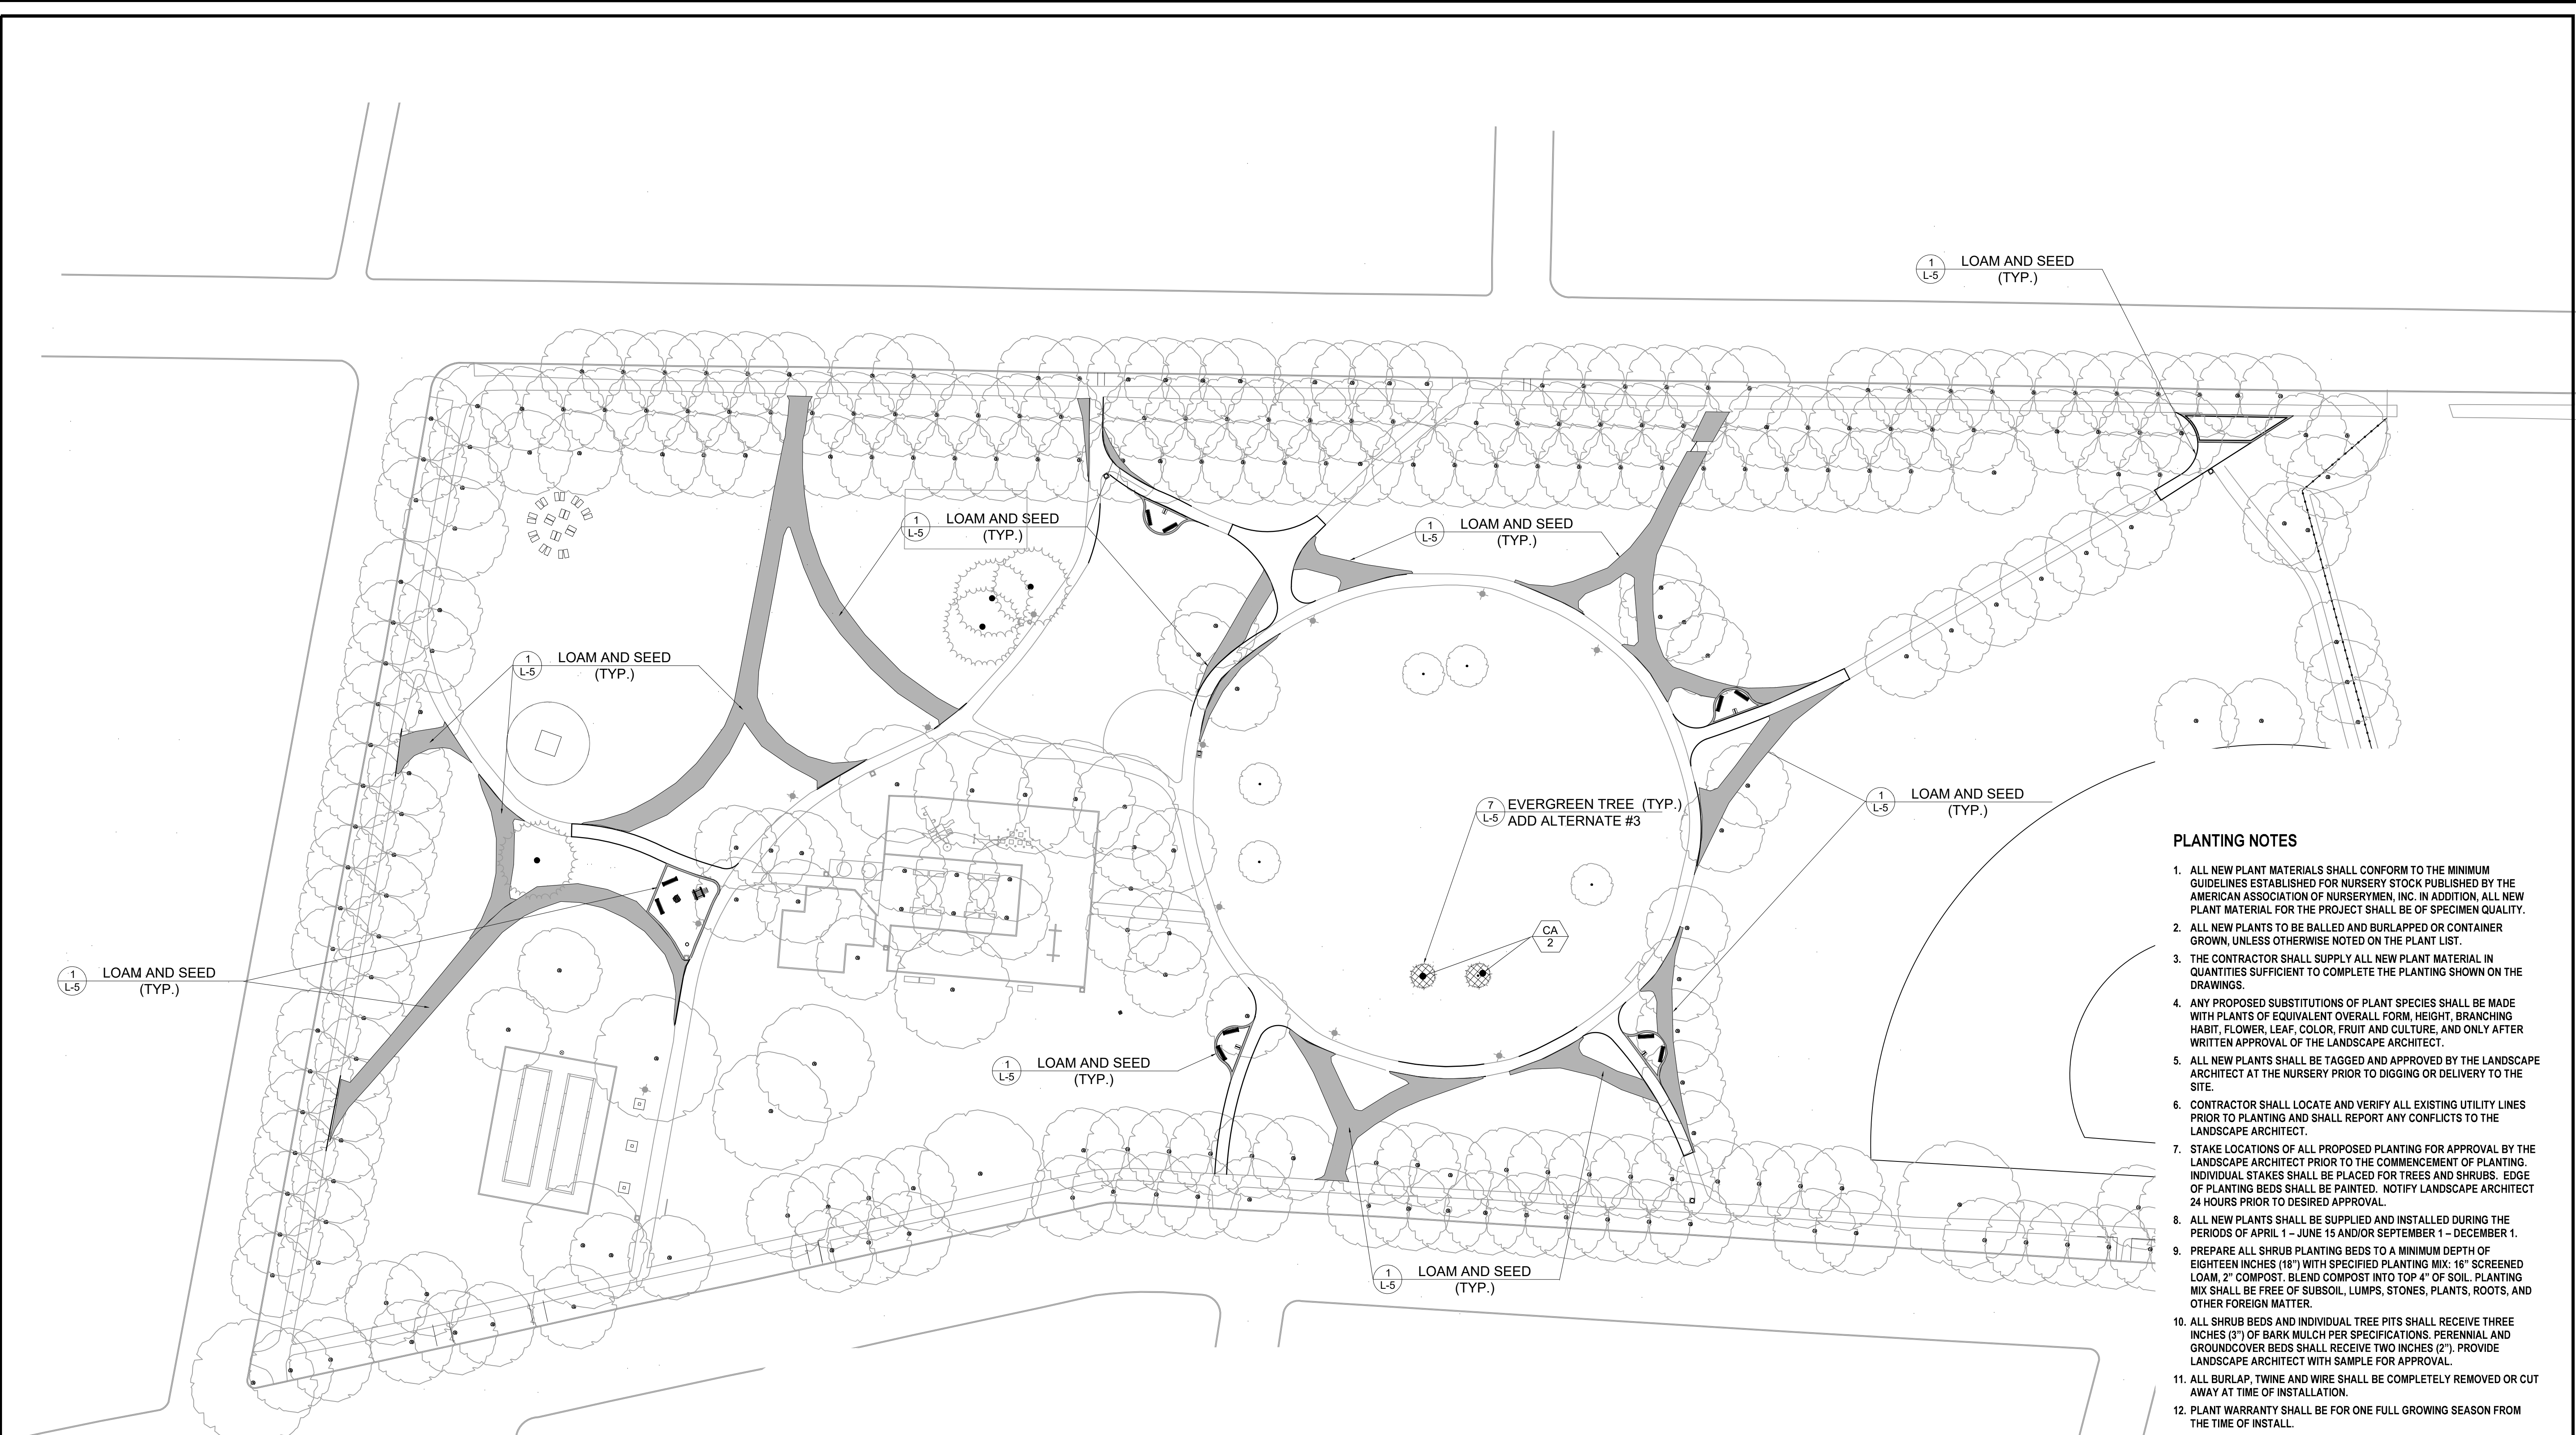 1
L-5
LOAM AND SEED
(TYP.)
1
L-5
LOAM AND SEED
(TYP.)
1
L-5
LOAM AND SEED
(TYP.)
1
L-5
LOAM AND SEED
(TYP.)
7
L-5
EVERGREEN TREE (TYP.)
ADD ALTERNATE #3
1
L-5
LOAM AND SEED
(TYP.)
CA
2
1
L-5
LOAM AND SEED
(TYP.)
1
L-5
LOAM AND SEED
(TYP.)
1
L-5
LOAM AND SEED
(TYP.)
PLANTING NOTES
1. ALL NEW PLANT MATERIALS SHALL CONFORM TO THE MINIMUM
GUIDELINES ESTABLISHED FOR NURSERY STOCK PUBLISHED BY THE
AMERICAN ASSOCIATION OF NURSERYMEN, INC. IN ADDITION, ALL NEW
PLANT MATERIAL FOR THE PROJECT SHALL BE OF SPECIMEN QUALITY.
2. ALL NEW PLANTS TO BE BALLED AND BURLAPPED OR CONTAINER
GROWN, UNLESS OTHERWISE NOTED ON THE PLANT LIST.
3. THE CONTRACTOR SHALL SUPPLY ALL NEW PLANT MATERIAL IN
QUANTITIES SUFFICIENT TO COMPLETE THE PLANTING SHOWN ON THE
DRAWINGS.
4. ANY PROPOSED SUBSTITUTIONS OF PLANT SPECIES SHALL BE MADE
WITH PLANTS OF EQUIVALENT OVERALL FORM, HEIGHT, BRANCHING
HABIT, FLOWER, LEAF, COLOR, FRUIT AND CULTURE, AND ONLY AFTER
WRITTEN APPROVAL OF THE LANDSCAPE ARCHITECT.
5. ALL NEW PLANTS SHALL BE TAGGED AND APPROVED BY THE LANDSCAPE
ARCHITECT AT THE NURSERY PRIOR TO DIGGING OR DELIVERY TO THE
SITE.
6. CONTRACTOR SHALL LOCATE AND VERIFY ALL EXISTING UTILITY LINES
PRIOR TO PLANTING AND SHALL REPORT ANY CONFLICTS TO THE
LANDSCAPE ARCHITECT.
7. STAKE LOCATIONS OF ALL PROPOSED PLANTING FOR APPROVAL BY THE
LANDSCAPE ARCHITECT PRIOR TO THE COMMENCEMENT OF PLANTING.
INDIVIDUAL STAKES SHALL BE PLACED FOR TREES AND SHRUBS. EDGE
OF PLANTING BEDS SHALL BE PAINTED. NOTIFY LANDSCAPE ARCHITECT
24 HOURS PRIOR TO DESIRED APPROVAL.
8. ALL NEW PLANTS SHALL BE SUPPLIED AND INSTALLED DURING THE
PERIODS OF APRIL 1 – JUNE 15 AND/OR SEPTEMBER 1 – DECEMBER 1.
9. PREPARE ALL SHRUB PLANTING BEDS TO A MINIMUM DEPTH OF
EIGHTEEN INCHES (18”) WITH SPECIFIED PLANTING MIX: 16” SCREENED
LOAM, 2” COMPOST. BLEND COMPOST INTO TOP 4” OF SOIL. PLANTING
MIX SHALL BE FREE OF SUBSOIL, LUMPS, STONES, PLANTS, ROOTS, AND
OTHER FOREIGN MATTER.
10. ALL SHRUB BEDS AND INDIVIDUAL TREE PITS SHALL RECEIVE THREE
INCHES (3”) OF BARK MULCH PER SPECIFICATIONS. PERENNIAL AND
GROUNDCOVER BEDS SHALL RECEIVE TWO INCHES (2”). PROVIDE
LANDSCAPE ARCHITECT WITH SAMPLE FOR APPROVAL.
11. ALL BURLAP, TWINE AND WIRE SHALL BE COMPLETELY REMOVED OR CUT
AWAY AT TIME OF INSTALLATION.
12. PLANT WARRANTY SHALL BE FOR ONE FULL GROWING SEASON FROM
THE TIME OF INSTALL.